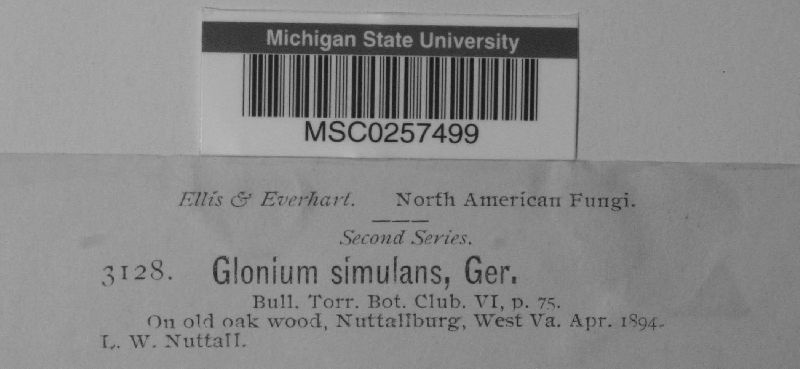 Michigan State University
MSC0257499
Ellis & Everhart. North American Fungi.
Second Series.
3128. Glonium simulans, Ger.
Bull. Torr. Bot. Club. VI, p. 75.
On old oak wood, Nuttallburg, West Va. Apr. 1894.
L. W. Nuttall.